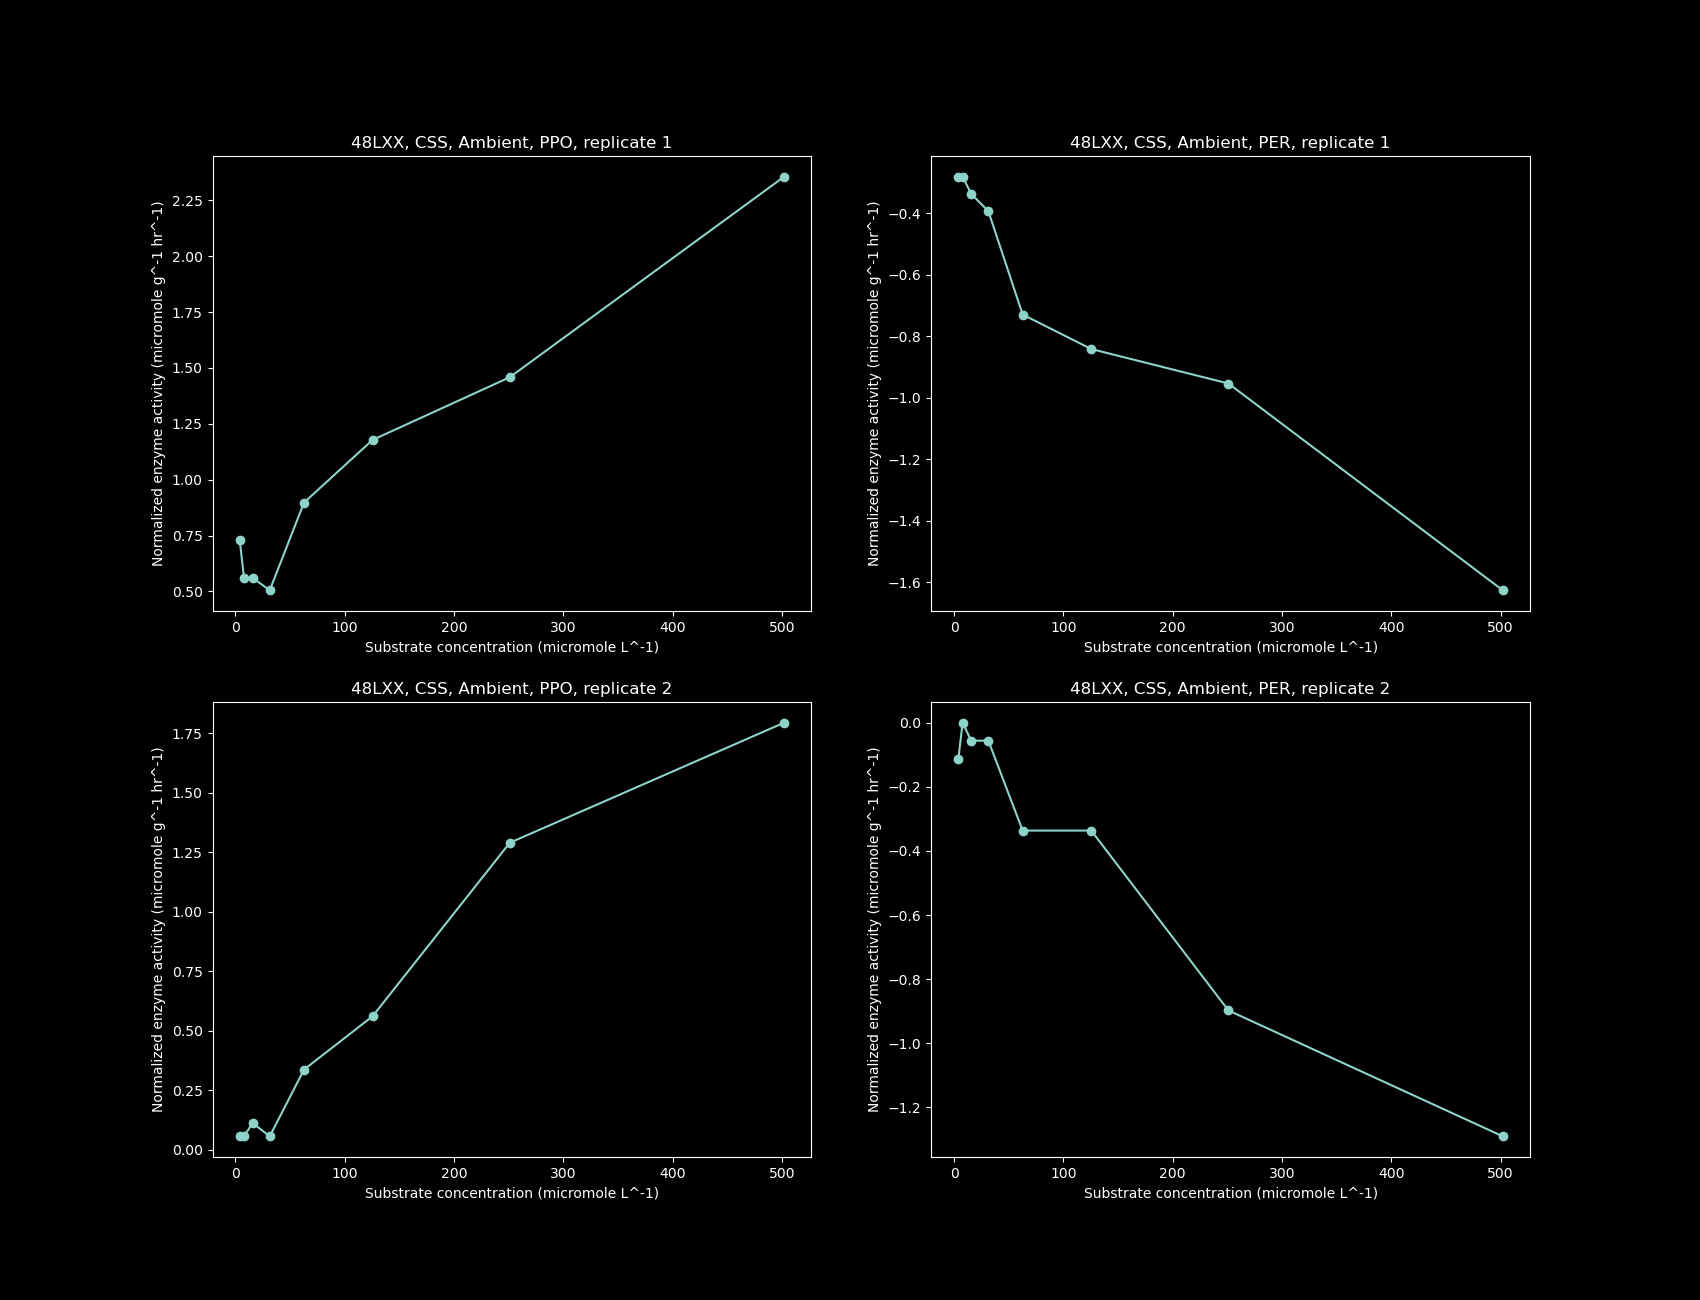 48LXX, CSS, Ambient, PPO, replicate 1
Normalized enzyme activity (micromole g^-1 hr^-1)
2.25
2.00
1.75
1.50
1.25
1.00
0.75
0.50
0 100 200 300 400 500
Substrate concentration (micromole L^-1)
48LXX, CSS, Ambient, PER, replicate 1
Normalized enzyme activity (micromole g^-1 hr^-1)
−0.4
−0.6
−0.8
−1.0
−1.2
−1.4
−1.6
0 100 200 300 400 500
Substrate concentration (micromole L^-1)
48LXX, CSS, Ambient, PPO, replicate 2
Normalized enzyme activity (micromole g^-1 hr^-1)
1.75
1.50
1.25
1.00
0.75
0.50
0.25
0.00
0 100 200 300 400 500
Substrate concentration (micromole L^-1)
48LXX, CSS, Ambient, PER, replicate 2
Normalized enzyme activity (micromole g^-1 hr^-1)
0.0
−0.2
−0.4
−0.6
−0.8
−1.0
−1.2
0 100 200 300 400 500
Substrate concentration (micromole L^-1)